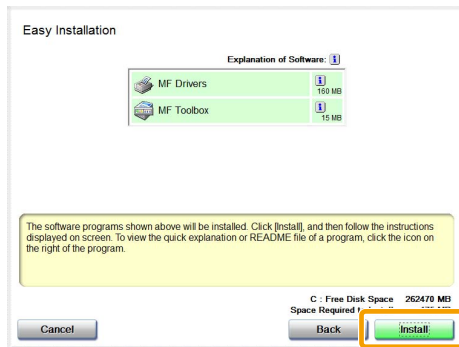 Easy Installation
Explanation of Software: i
MF Drivers i
160 MB
MF Toolbox i
15 MB
The software programs shown above will be installed. Click [Install], and then follow the instructions
displayed on screen. To view the quick explanation or README file of a program, click the icon on
the right of the program.
C : Free Disk Space 262470 MB
Space Required
Cancel Back Install